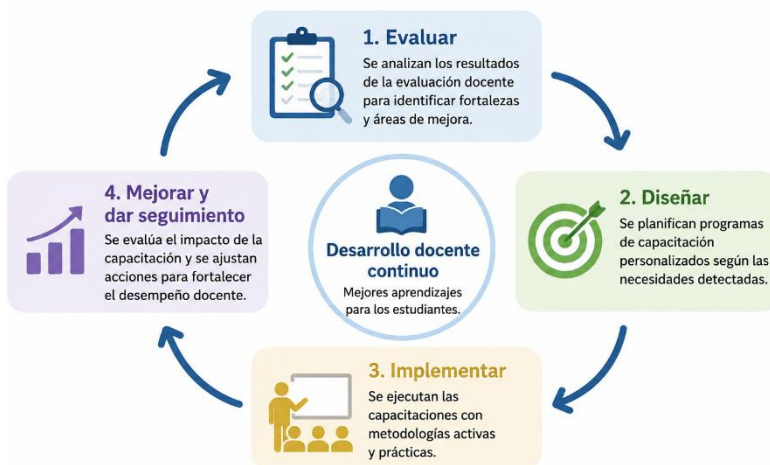 1. Evaluar
Se analizan los resultados
de la evaluación docente
para identificar fortalezas
y áreas de mejora.
2. Diseñar
Se planifican programas
de capacitación
personalizados según las
necesidades detectadas.
3. Implementar
Se ejecutan las
capacitaciones con
metodologías activas
y prácticas.
4. Mejorar y
dar seguimiento
Se evalúa el impacto de la
capacitación y se ajustan
acciones para fortalecer
el desempeño docente.
Desarrollo docente
continuo
Mejores aprendizajes
para los estudiantes.